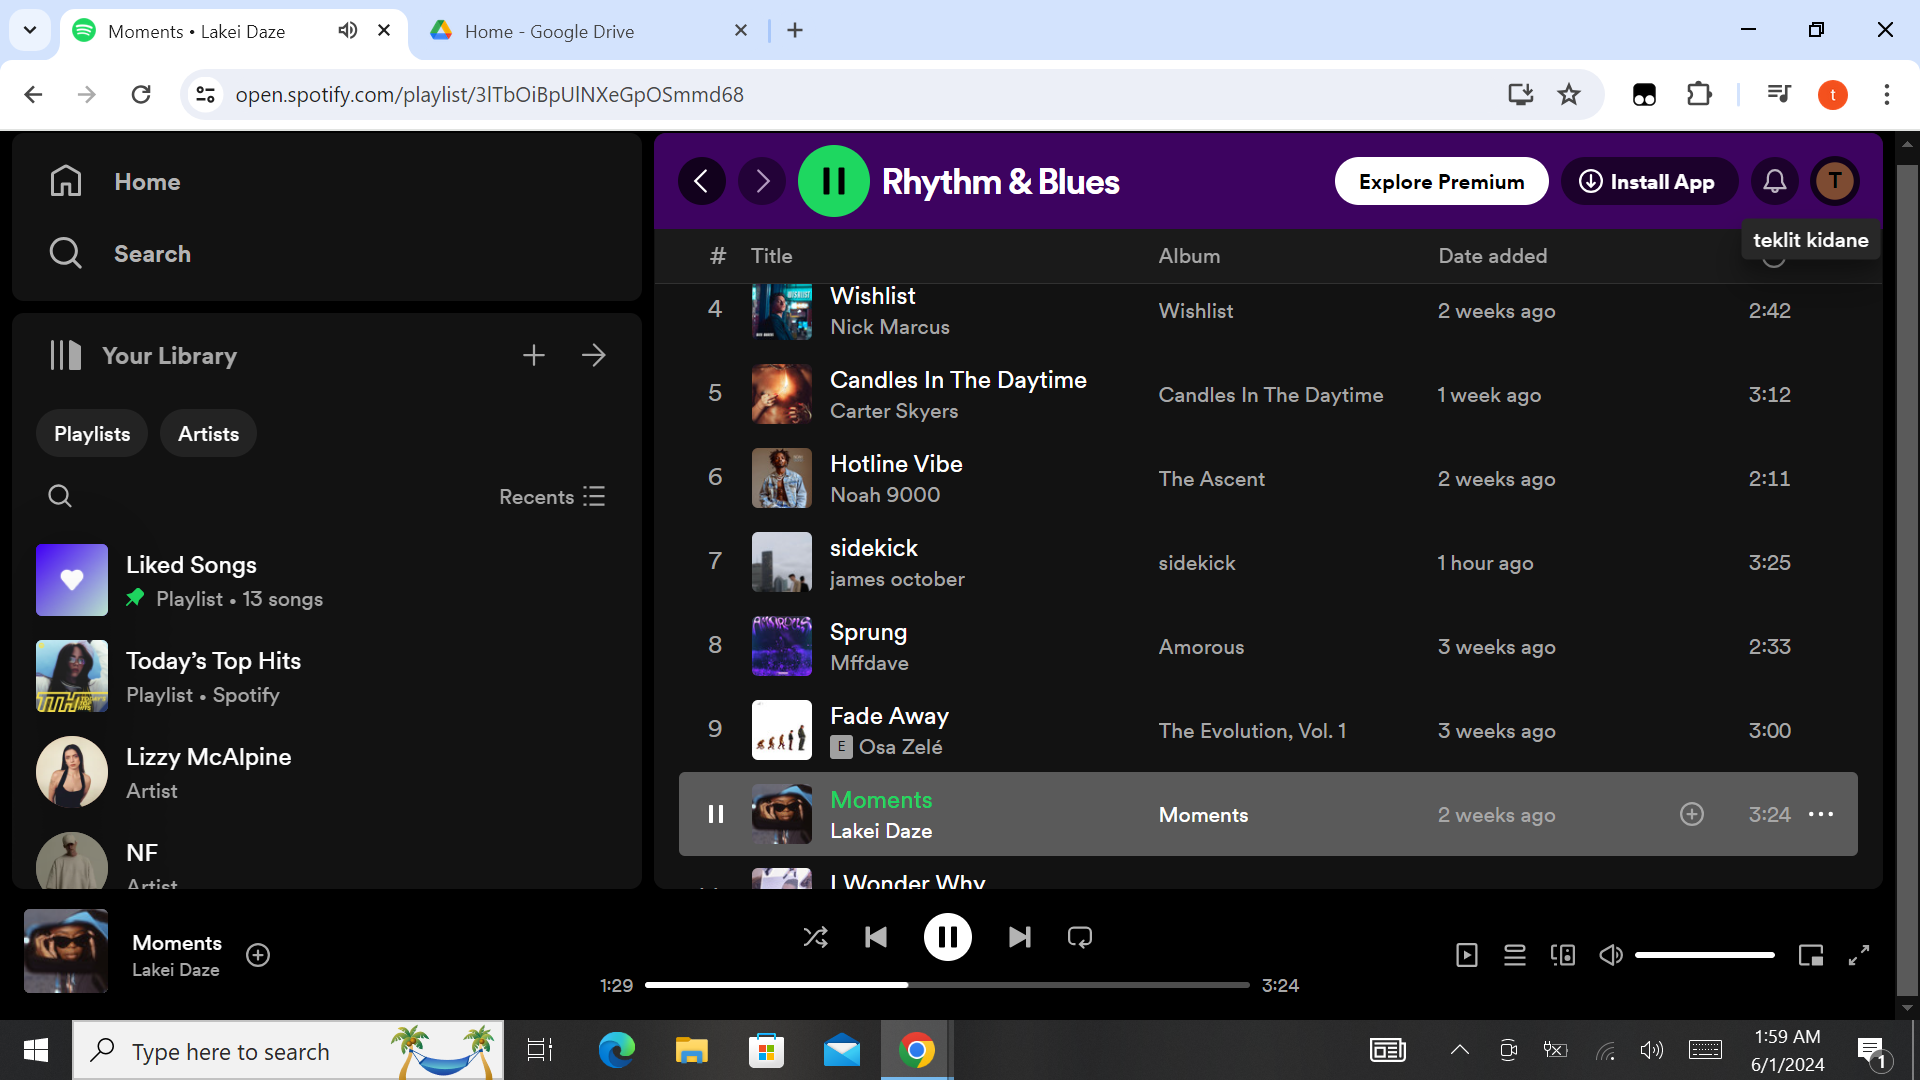 Moments • Lakei Daze
Home - Google Drive
open.spotify.com/playlist/3lTbOiBpUlNXeGpOSmmd68
t
Home
Search
Your Library
Playlists
Artists
Recents
Liked Songs
Playlist • 13 songs
Today's Top Hits
Playlist • Spotify
Lizzy McAlpine
Artist
NF
Artist
Rhythm & Blues
Explore Premium
Install App
T
teklit kidane
# Title Album Date added
4 Wishlist Wishlist 2 weeks ago 2:42
Nick Marcus
5 Candles In The Daytime Candles In The Daytime 1 week ago 3:12
Carter Skyers
6 Hotline Vibe The Ascent 2 weeks ago 2:11
Noah 9000
7 sidekick sidekick 1 hour ago 3:25
james october
8 Sprung Amorous 3 weeks ago 2:33
Mffdave
9 Fade Away The Evolution, Vol. 1 3 weeks ago 3:00
E Osa Zelé
Moments Moments 2 weeks ago 3:24
Lakei Daze
I Wonder Why
Moments
Lakei Daze
1:29
3:24
Type here to search
1:59 AM
6/1/2024
1